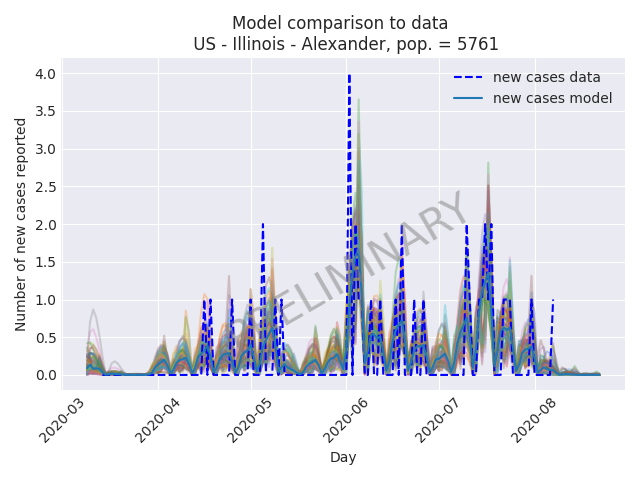 Model comparison to data
US - Illinois - Alexander, pop. = 5761
new cases data
new cases model
Number of new cases reported
4.0
3.5
3.0
2.5
2.0
1.5
1.0
0.5
0.0
PRELIMINARY
2020-03
2020-04
2020-05
2020-06
2020-07
2020-08
Day